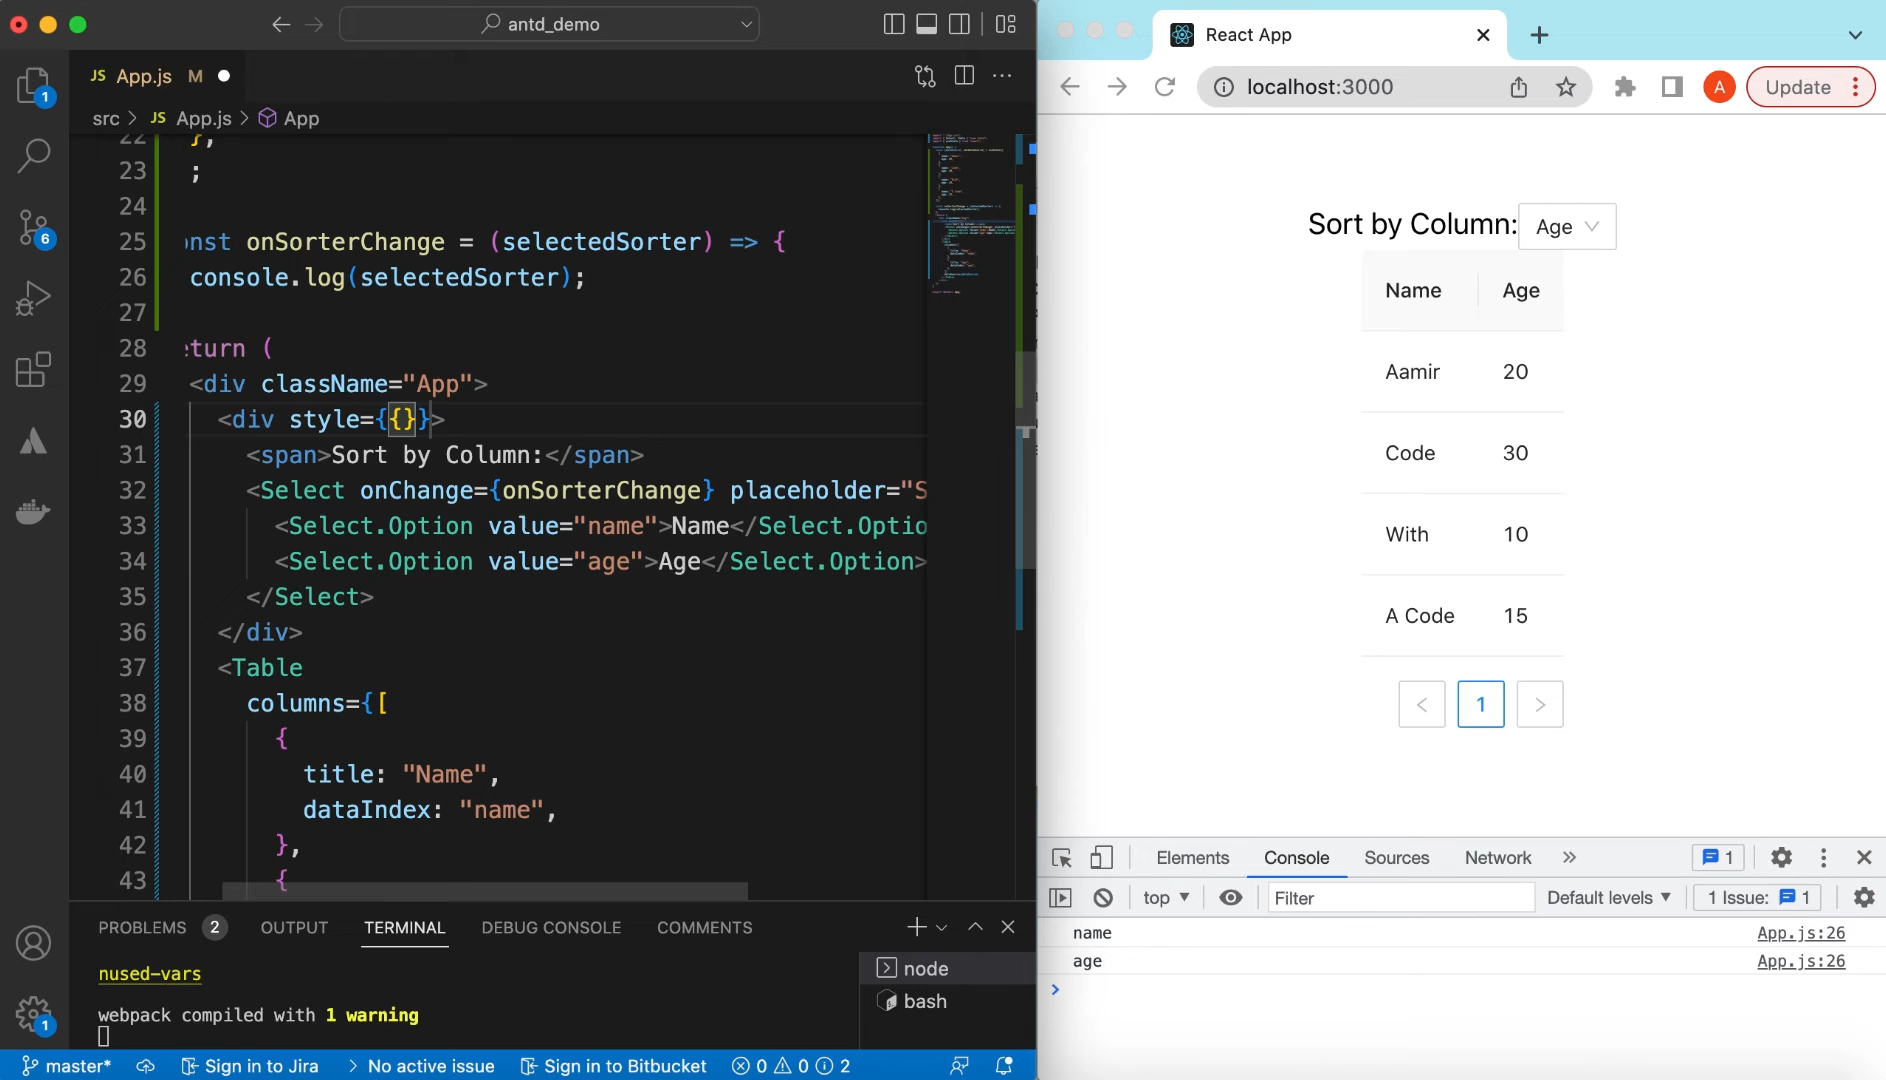 antd_demo
JS App.js M
src > JS App.js > App
22 },
23 ;
24
25 onst onSorterChange = (selectedSorter) => {
26 console.log(selectedSorter);
27
28 turn (
29 <div className="App">
30 <div style={{}}>
31 <span>Sort by Column:</span>
32 <Select onChange={onSorterChange} placeholder="S
33 <Select.Option value="name">Name</Select.Optio
34 <Select.Option value="age">Age</Select.Option>
35 </Select>
36 </div>
37 <Table
38 columns={[
39 {
40 title: "Name",
41 dataIndex: "name",
42 },
43 {
1
6
1
PROBLEMS 2 OUTPUT TERMINAL DEBUG CONSOLE COMMENTS
nused-vars
webpack compiled with 1 warning
node
bash
master* Sign in to Jira > No active issue Sign in to Bitbucket 0 0 2
React App
localhost:3000
A
Update
Sort by Column: Age
Name Age
Aamir 20
Code 30
With 10
A Code 15
< 1 >
Elements Console Sources Network » 1
top ▼ Filter Default levels ▼ 1 Issue: 1
name App.js:26
age App.js:26
>